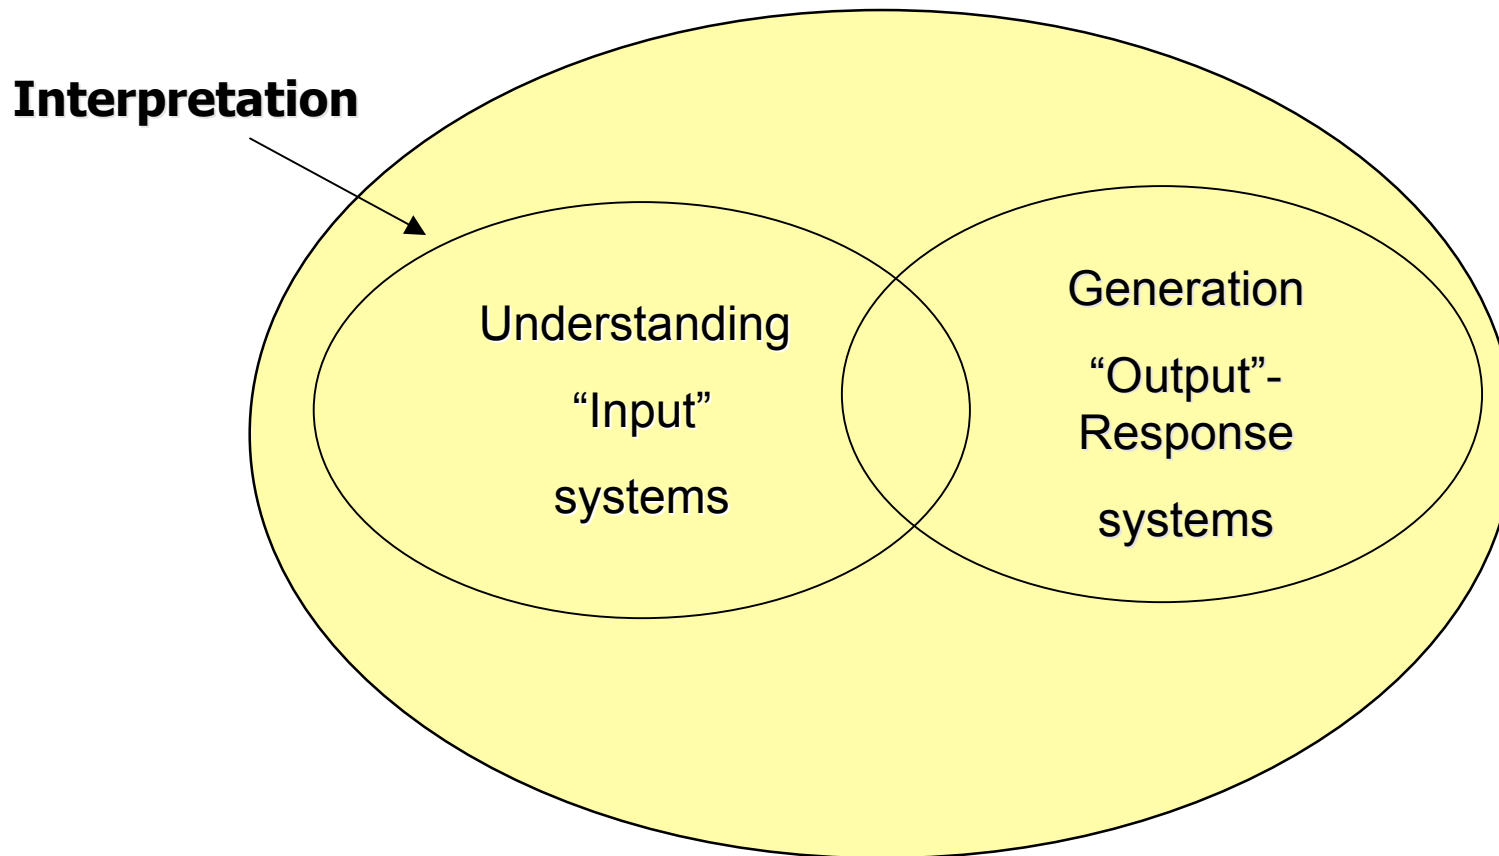 Interpretation
Understanding
“Input”
systems
Generation
“Output”-
Response
systems